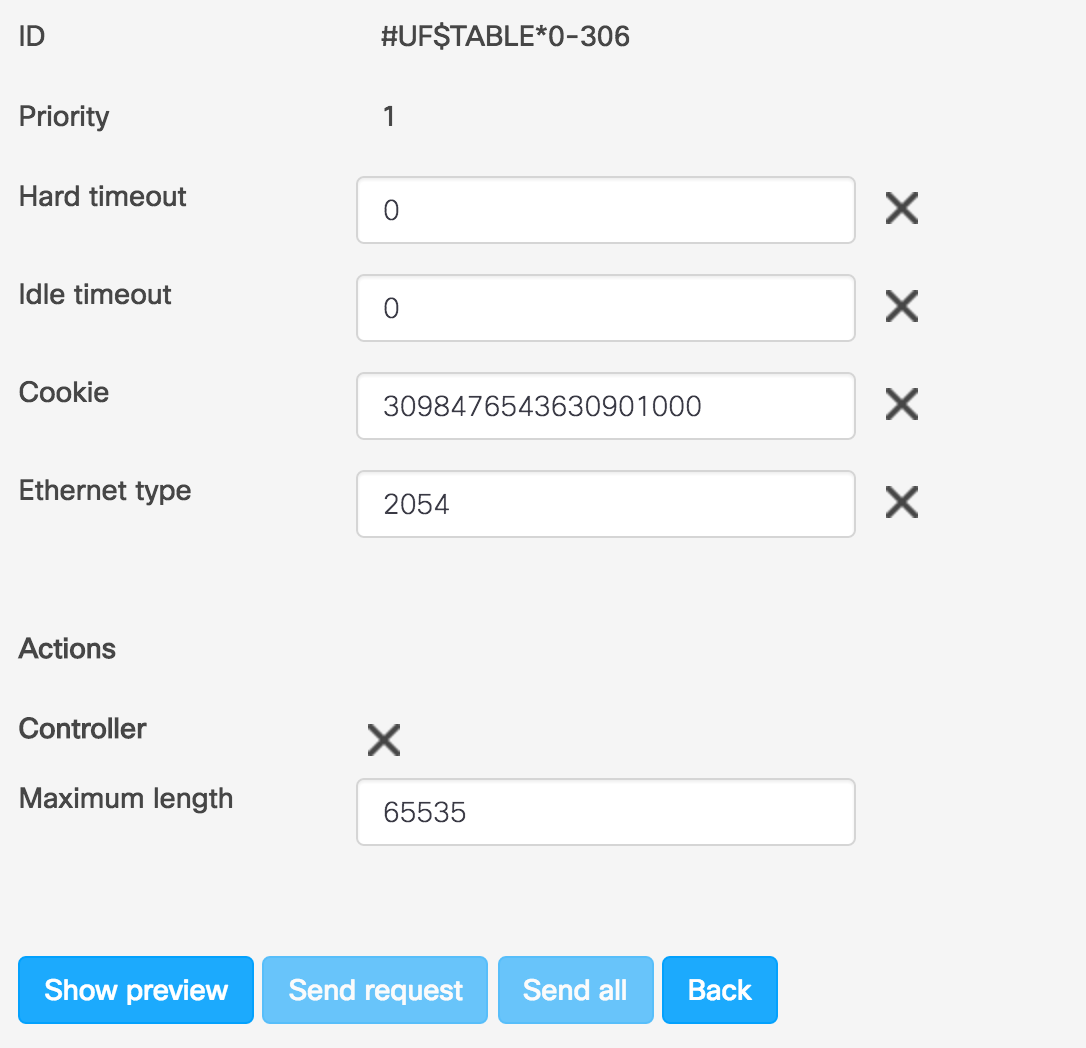 ID #UF$TABLE*0-306
Priority 1
Hard timeout 0
Idle timeout 0
Cookie 3098476543630901000
Ethernet type 2054
Actions
Controller
Maximum length 65535
Show preview Send request Send all Back